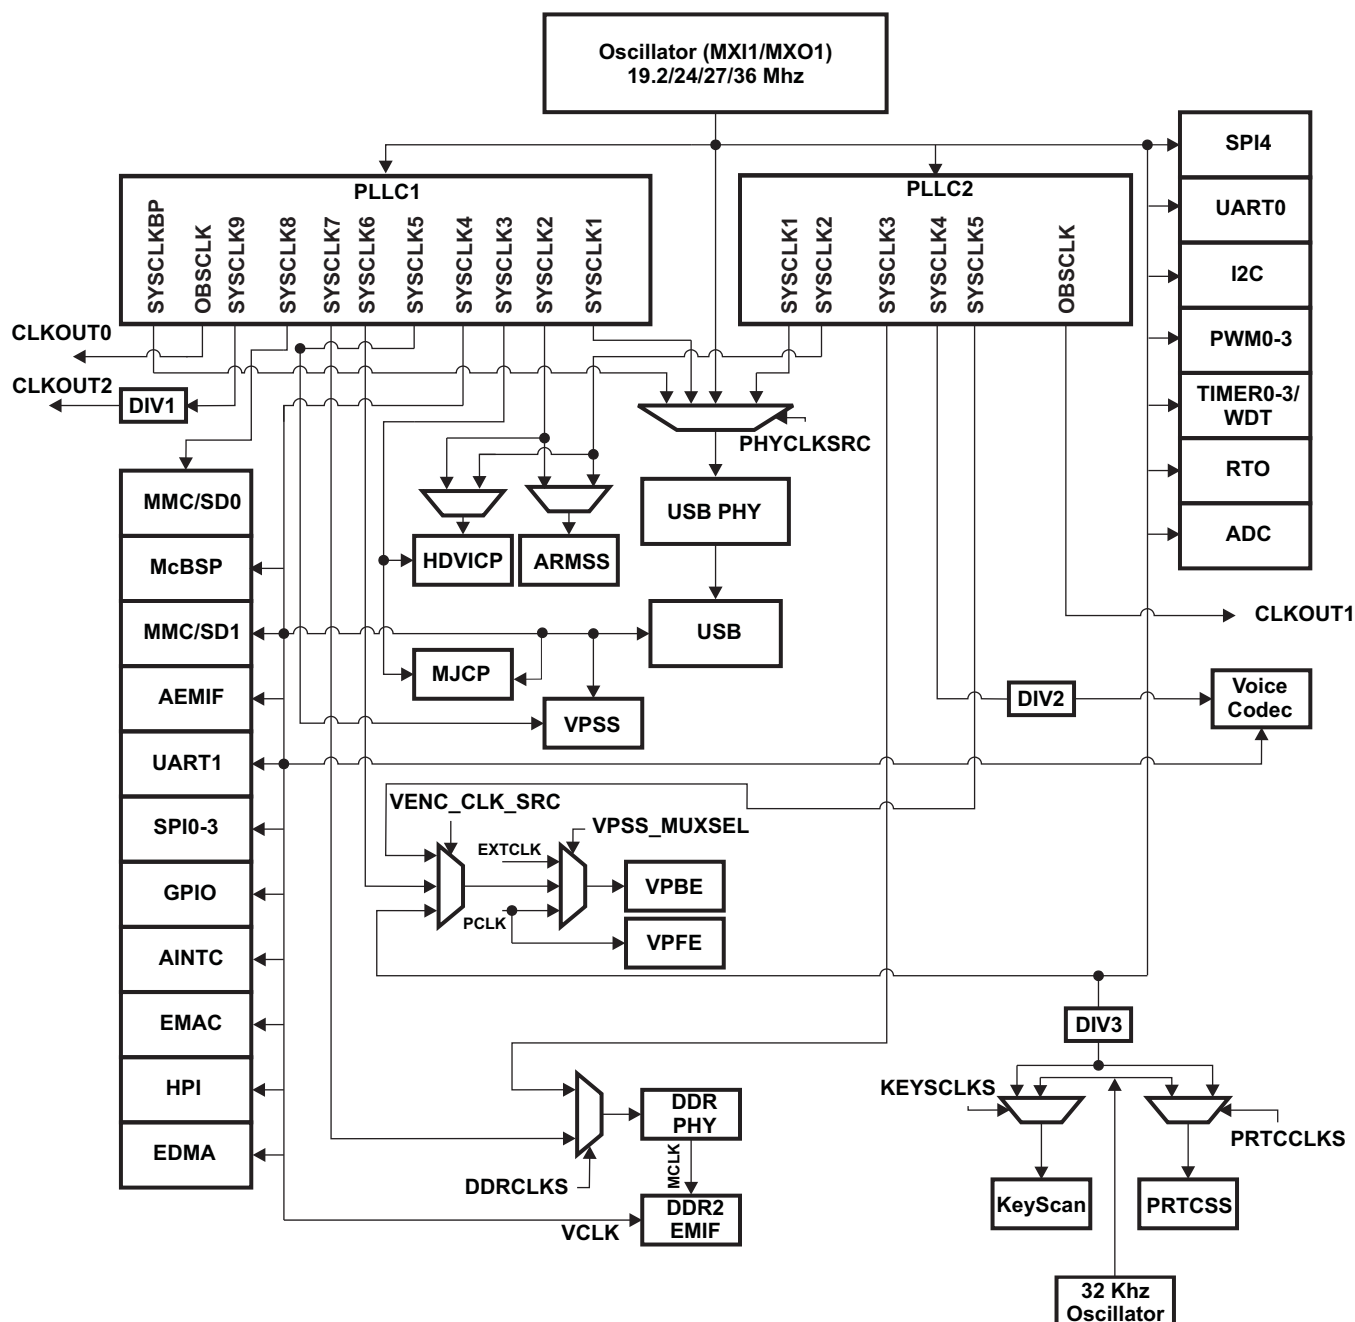 Oscillator (MXI1/MXO1)
19.2/24/27/36 Mhz
PLLC1
SYSCLKBP
OBSCLK
SYSCLK9
SYSCLK8
SYSCLK7
SYSCLK6
SYSCLK5
SYSCLK4
SYSCLK3
SYSCLK2
SYSCLK1
PLLC2
SYSCLK1
SYSCLK2
SYSCLK3
SYSCLK4
SYSCLK5
OBSCLK
SPI4
UART0
I2C
PWM0-3
TIMER0-3/
WDT
RTO
ADC
CLKOUT0
CLKOUT2
DIV1
PHYCLKSRC
MMC/SD0
McBSP
MMC/SD1
AEMIF
UART1
SPI0-3
GPIO
AINTC
EMAC
HPI
EDMA
HDVICP
ARMSS
USB PHY
USB
MJCP
VPSS
CLKOUT1
DIV2
Voice
Codec
VENC_CLK_SRC
VPSS_MUXSEL
EXTCLK
PCLK
VPBE
VPFE
DIV3
KEYSCLKS
PRTCCLKS
KeyScan
PRTCSS
32 Khz
Oscillator
DDR
PHY
MCLK
DDRCLKS
DDR2
EMIF
VCLK